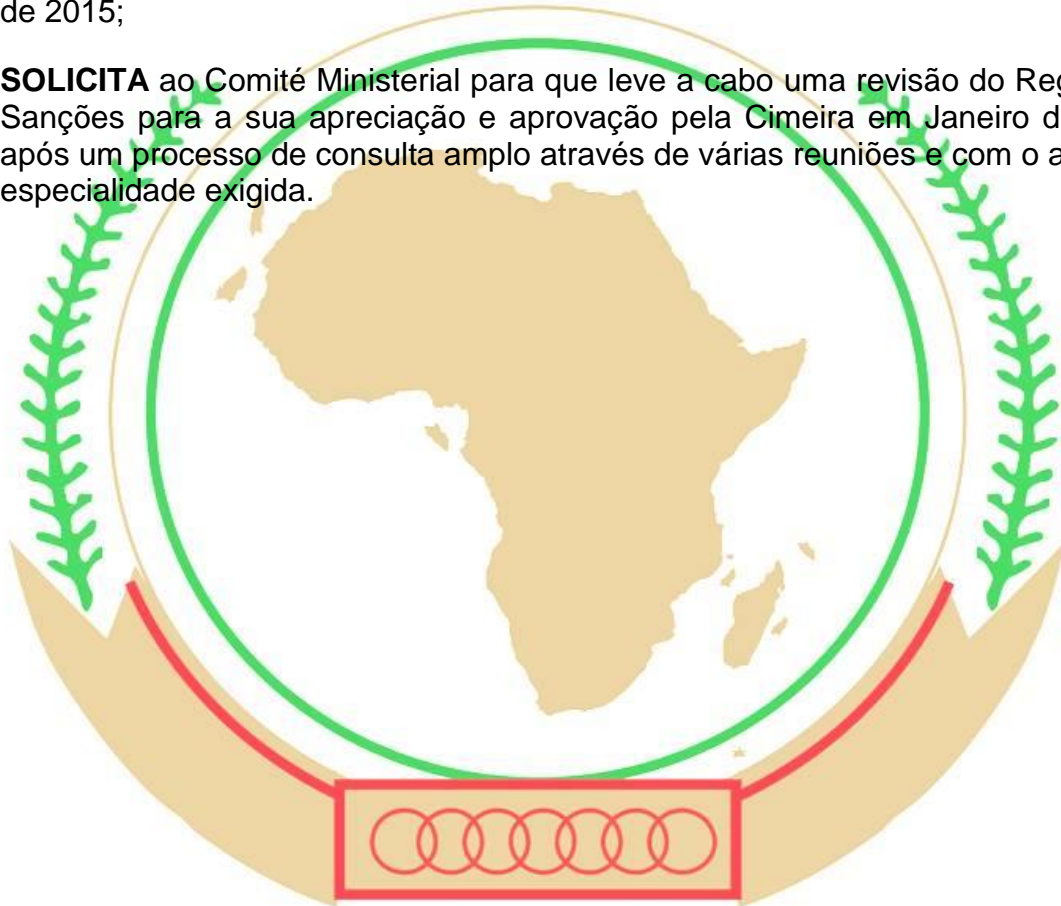 de 2015;
SOLICITA ao Comité Ministerial para que leve a cabo uma revisão do Reg
Sanções para a sua apreciação e aprovação pela Cimeira em Janeiro d
após um processo de consulta amplo através de várias reuniões e com o a
especialidade exigida.